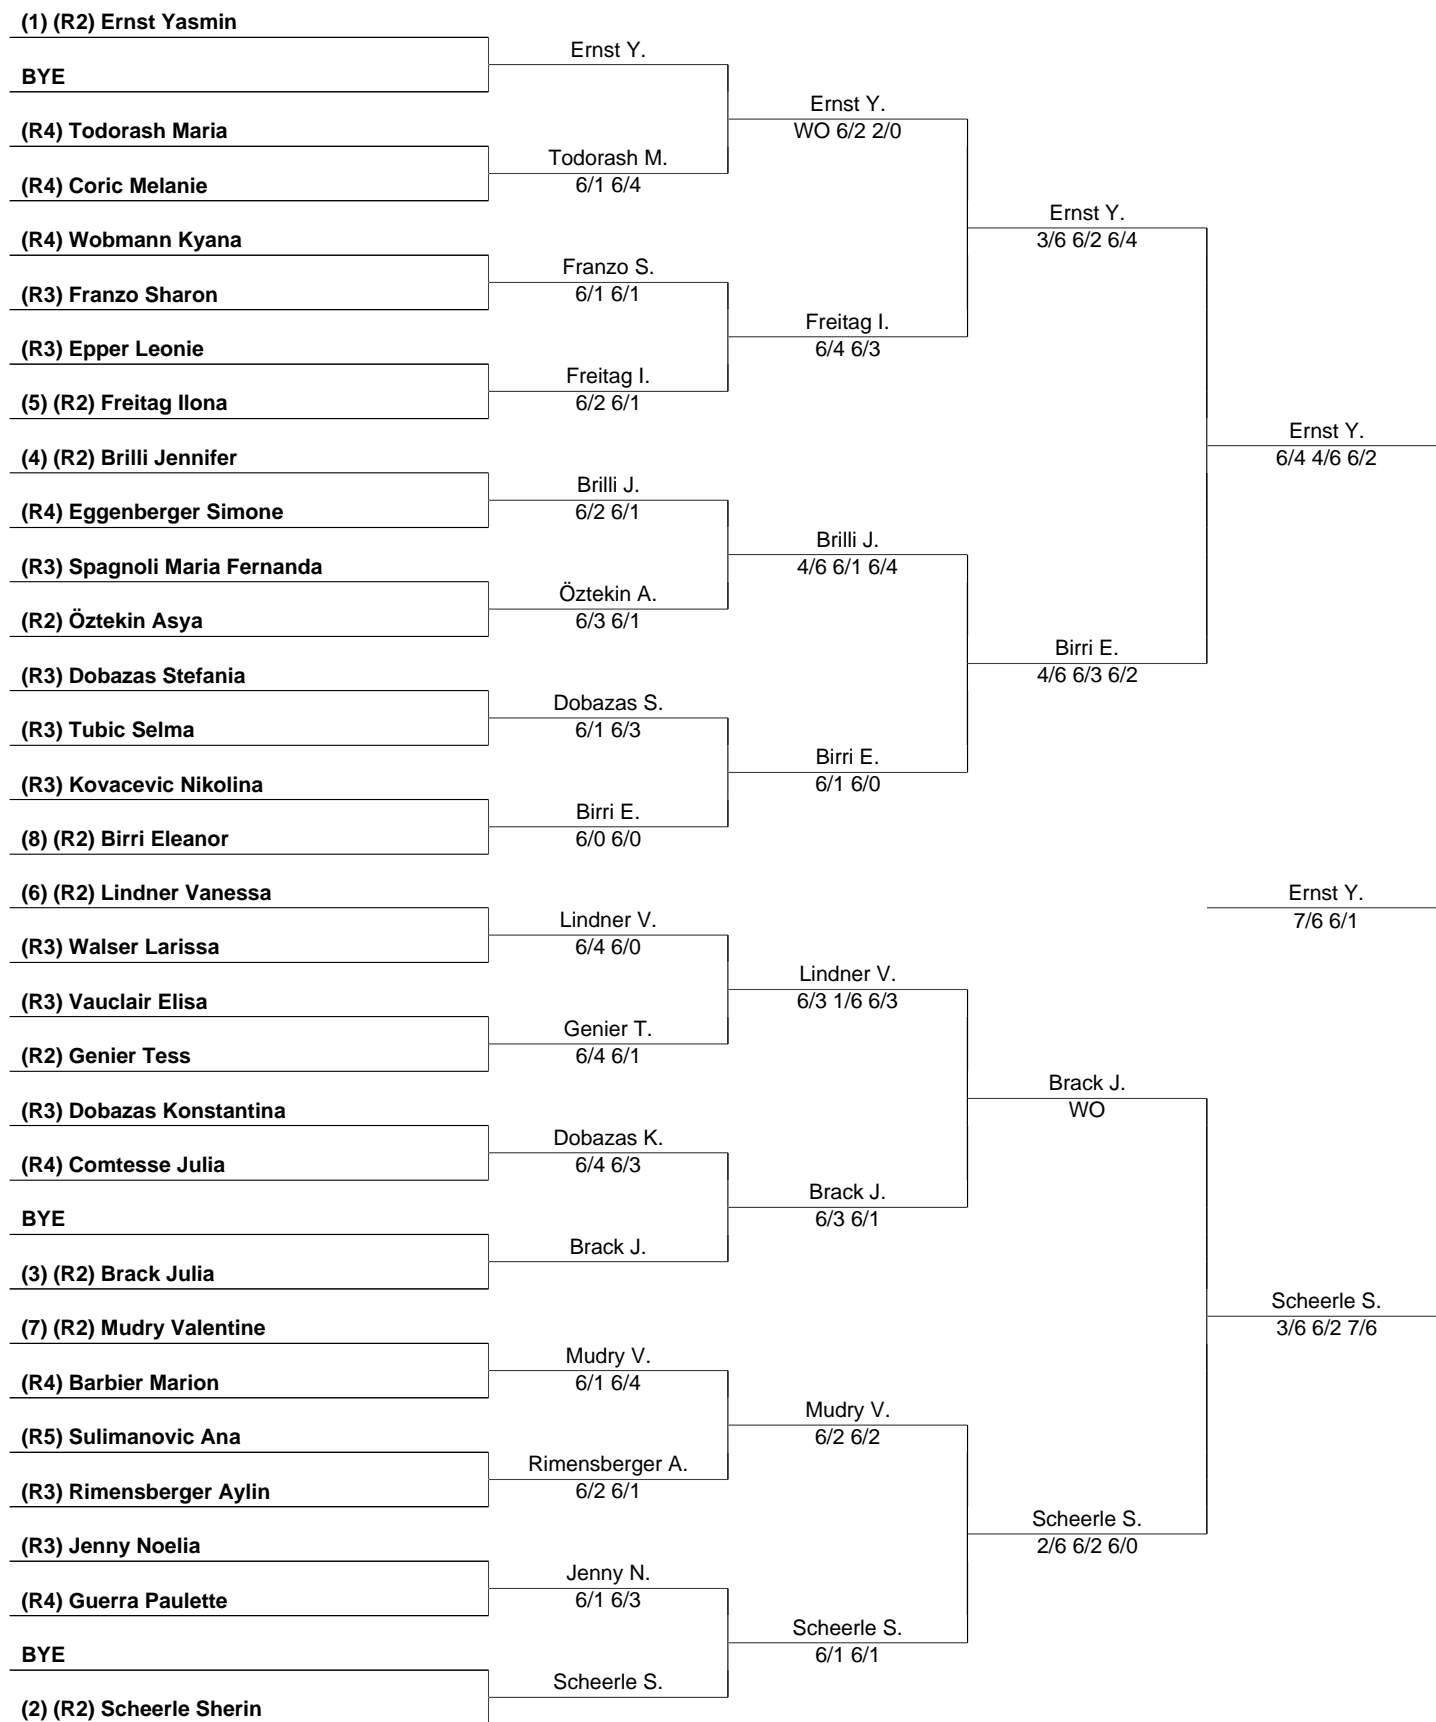 (1) (R2) Ernst Yasmin
Ernst Y.
BYE
Ernst Y.
WO 6/2 2/0
(R4) Todorash Maria
Todorash M.
6/1 6/4
(R4) Coric Melanie
Ernst Y.
3/6 6/2 6/4
(R4) Wobmann Kyana
Franzo S.
6/1 6/1
(R3) Franzo Sharon
Freitag I.
6/4 6/3
(R3) Epper Leonie
Freitag I.
6/2 6/1
(5) (R2) Freitag Ilona
Ernst Y.
6/4 4/6 6/2
(4) (R2) Brilli Jennifer
Brilli J.
6/2 6/1
(R4) Eggenberger Simone
Brilli J.
4/6 6/1 6/4
(R3) Spagnoli Maria Fernanda
Öztekin A.
6/3 6/1
(R2) Öztekin Asya
Birri E.
4/6 6/3 6/2
(R3) Dobazas Stefania
Dobazas S.
6/1 6/3
(R3) Tubic Selma
Birri E.
6/1 6/0
(R3) Kovacevic Nikolina
Birri E.
6/0 6/0
(8) (R2) Birri Eleanor
(6) (R2) Lindner Vanessa
Ernst Y.
7/6 6/1
Lindner V.
6/4 6/0
(R3) Walser Larissa
Lindner V.
6/3 1/6 6/3
(R3) Vauclair Elisa
Genier T.
6/4 6/1
(R2) Genier Tess
Brack J.
WO
(R3) Dobazas Konstantina
Dobazas K.
6/4 6/3
(R4) Comtesse Julia
Brack J.
6/3 6/1
BYE
Brack J.
(3) (R2) Brack Julia
Scheerle S.
3/6 6/2 7/6
(7) (R2) Mudry Valentine
Mudry V.
6/1 6/4
(R4) Barbier Marion
Mudry V.
6/2 6/2
(R5) Sulimanovic Ana
Rimensberger A.
6/2 6/1
(R3) Rimensberger Aylin
Scheerle S.
2/6 6/2 6/0
(R3) Jenny Noelia
Jenny N.
6/1 6/3
(R4) Guerra Paulette
Scheerle S.
6/1 6/1
BYE
Scheerle S.
(2) (R2) Scheerle Sherin